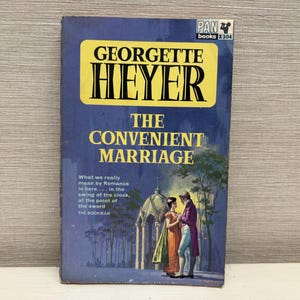 PAN
books X304
GEORGETTE
HEYER
THE
CONVENIENT
MARRIAGE
What we really
mean by Romance
is here . . . in the
swing of the cloak,
at the point of
the sword
THE BOOKMAN